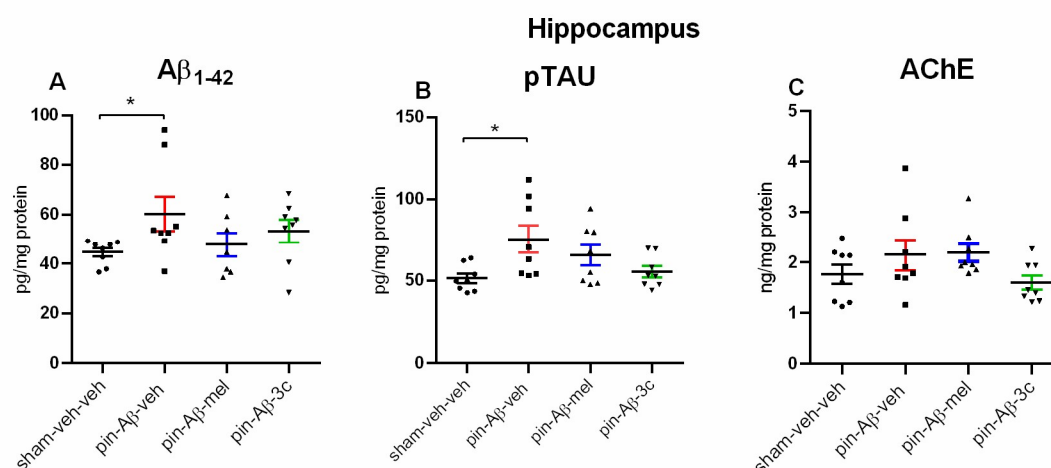 Hippocampus
A
Aβ1-42
*
pg/mg protein
100
80
60
40
20
0
sham-veh-veh
pin-Aβ-veh
pin-Aβ-mel
pin-Aβ-3c
B
pTAU
*
pg/mg protein
150
100
50
0
sham-veh-veh
pin-Aβ-veh
pin-Aβ-mel
pin-Aβ-3c
C
AChE
ng/mg protein
5
4
3
2
1
0
sham-veh-veh
pin-Aβ-veh
pin-Aβ-mel
pin-Aβ-3c